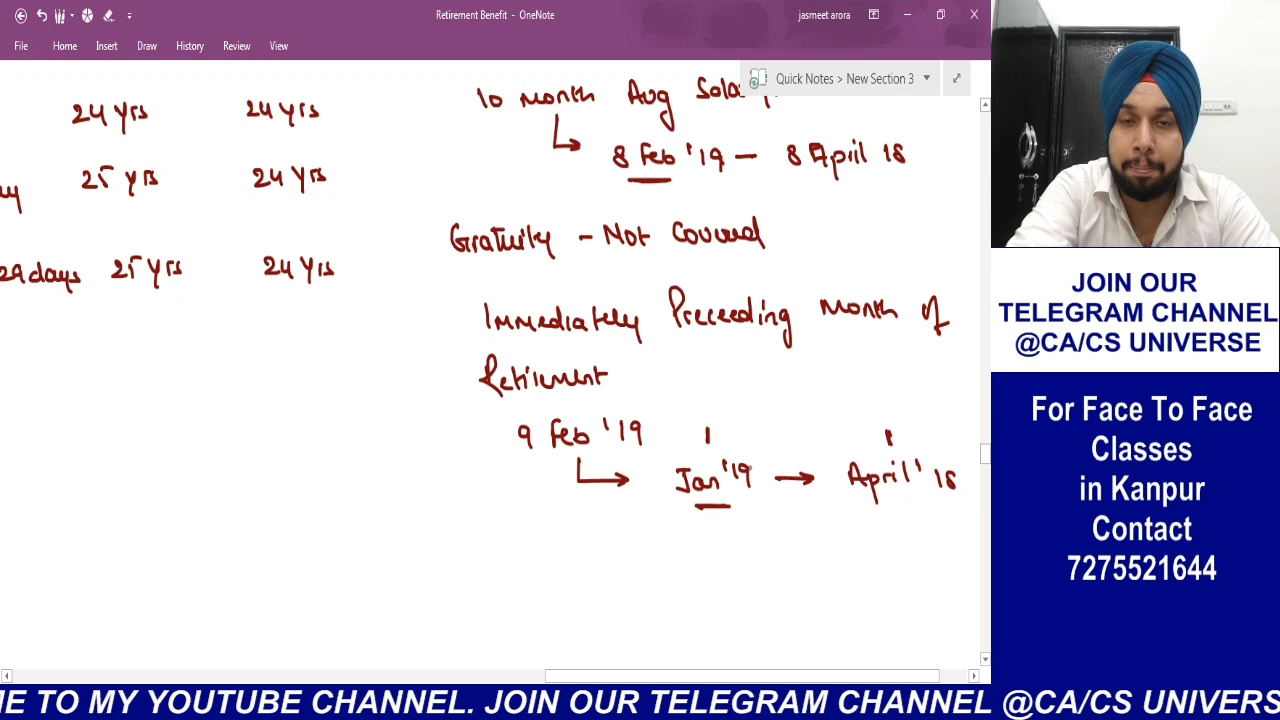 Retirement Benefit - OneNote
jasmeet arora
File Home Insert Draw History Review View
Quick Notes > New Section 3
24 yrs 24 yrs
25 yrs 24 yrs
29 days 25 yrs 24 yrs
10 month Avg
8 Feb '19 — 8 April 18
Gratuity - Not Covered
Immediately Preceeding month of
Retirement
9 Feb '19
Jan '19 → April' 18
JOIN OUR
TELEGRAM CHANNEL
@CA/CS UNIVERSE
For Face To Face
Classes
in Kanpur
Contact
7275521644
ME TO MY YOUTUBE CHANNEL. JOIN OUR TELEGRAM CHANNEL @CA/CS UNIVERS